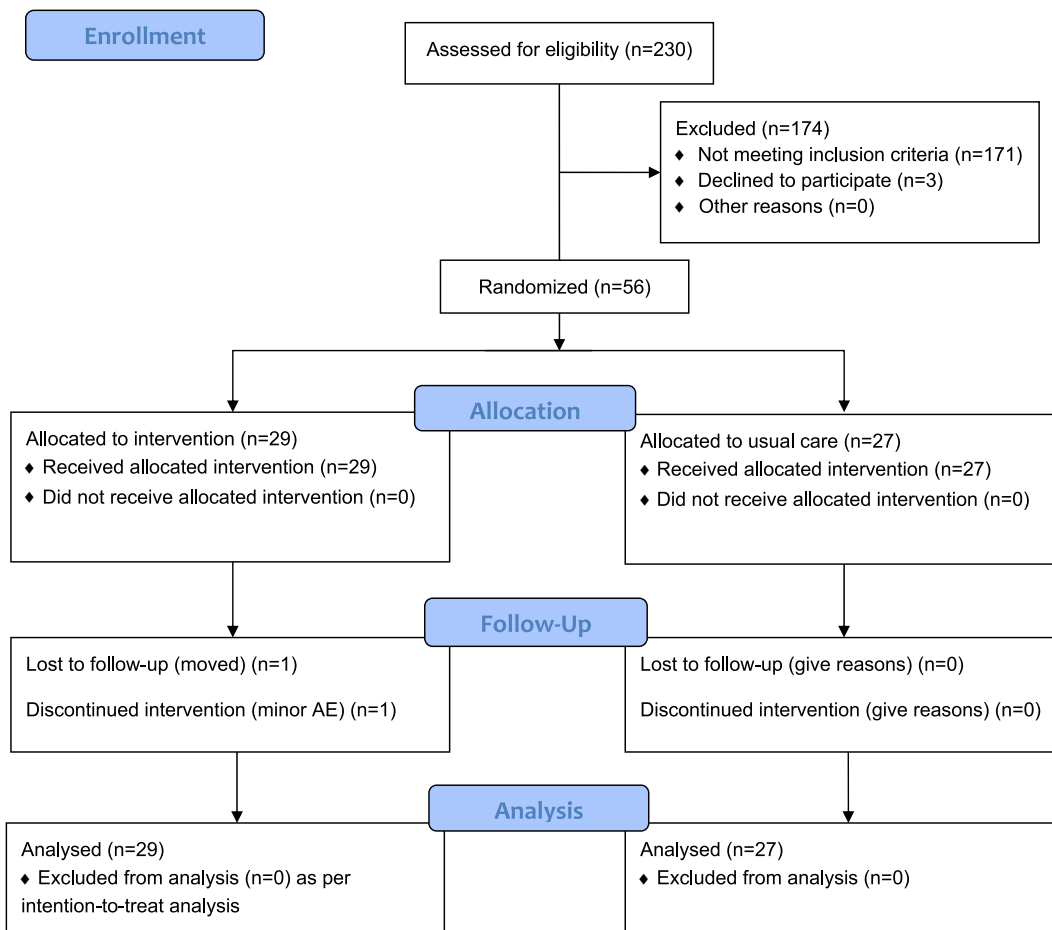 Enrollment
Assessed for eligibility (n=230)
Excluded (n=174)
♦ Not meeting inclusion criteria (n=171)
♦ Declined to participate (n=3)
♦ Other reasons (n=0)
Randomized (n=56)
Allocation
Allocated to intervention (n=29)
♦ Received allocated intervention (n=29)
♦ Did not receive allocated intervention (n=0)
Allocated to usual care (n=27)
♦ Received allocated intervention (n=27)
♦ Did not receive allocated intervention (n=0)
Follow-Up
Lost to follow-up (moved) (n=1)
Discontinued intervention (minor AE) (n=1)
Lost to follow-up (give reasons) (n=0)
Discontinued intervention (give reasons) (n=0)
Analysis
Analysed (n=29)
♦ Excluded from analysis (n=0) as per
intention-to-treat analysis
Analysed (n=27)
♦ Excluded from analysis (n=0)